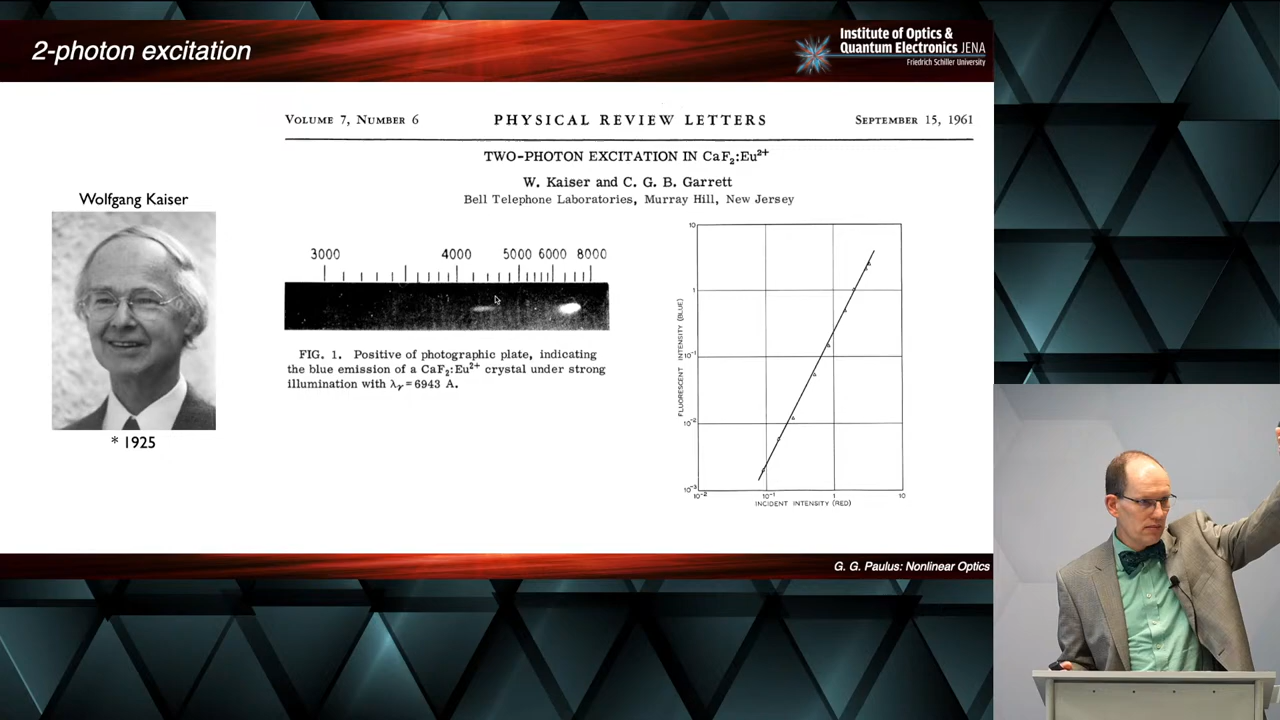 2-photon excitation
Institute of Optics &
Quantum Electronics JENA
Friedrich Schiller University
VOLUME 7, NUMBER 6
PHYSICAL REVIEW LETTERS
SEPTEMBER 15, 1961
TWO-PHOTON EXCITATION IN CaF₂:Eu²⁺
W. Kaiser and C. G. B. Garrett
Bell Telephone Laboratories, Murray Hill, New Jersey
Wolfgang Kaiser
* 1925
3000 4000 5000 6000 8000
FIG. 1. Positive of photographic plate, indicating
the blue emission of a CaF₂:Eu²⁺ crystal under strong
illumination with λᵣ = 6943 A.
FLUORESCENT INTENSITY (BLUE)
10
1
10⁻¹
10⁻²
10⁻³
10⁻² 10⁻¹ 1 10
INCIDENT INTENSITY (RED)
G. G. Paulus: Nonlinear Optics